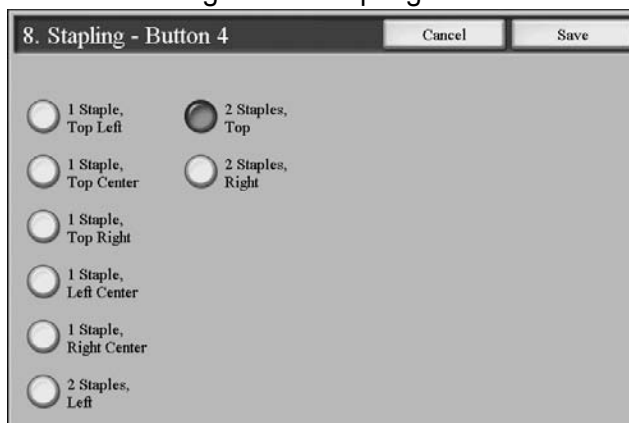 8. Stapling - Button 4
Cancel
Save
1 Staple,
Top Left
2 Staples,
Top
1 Staple,
Top Center
2 Staples,
Right
1 Staple,
Top Right
1 Staple,
Left Center
1 Staple,
Right Center
2 Staples,
Left